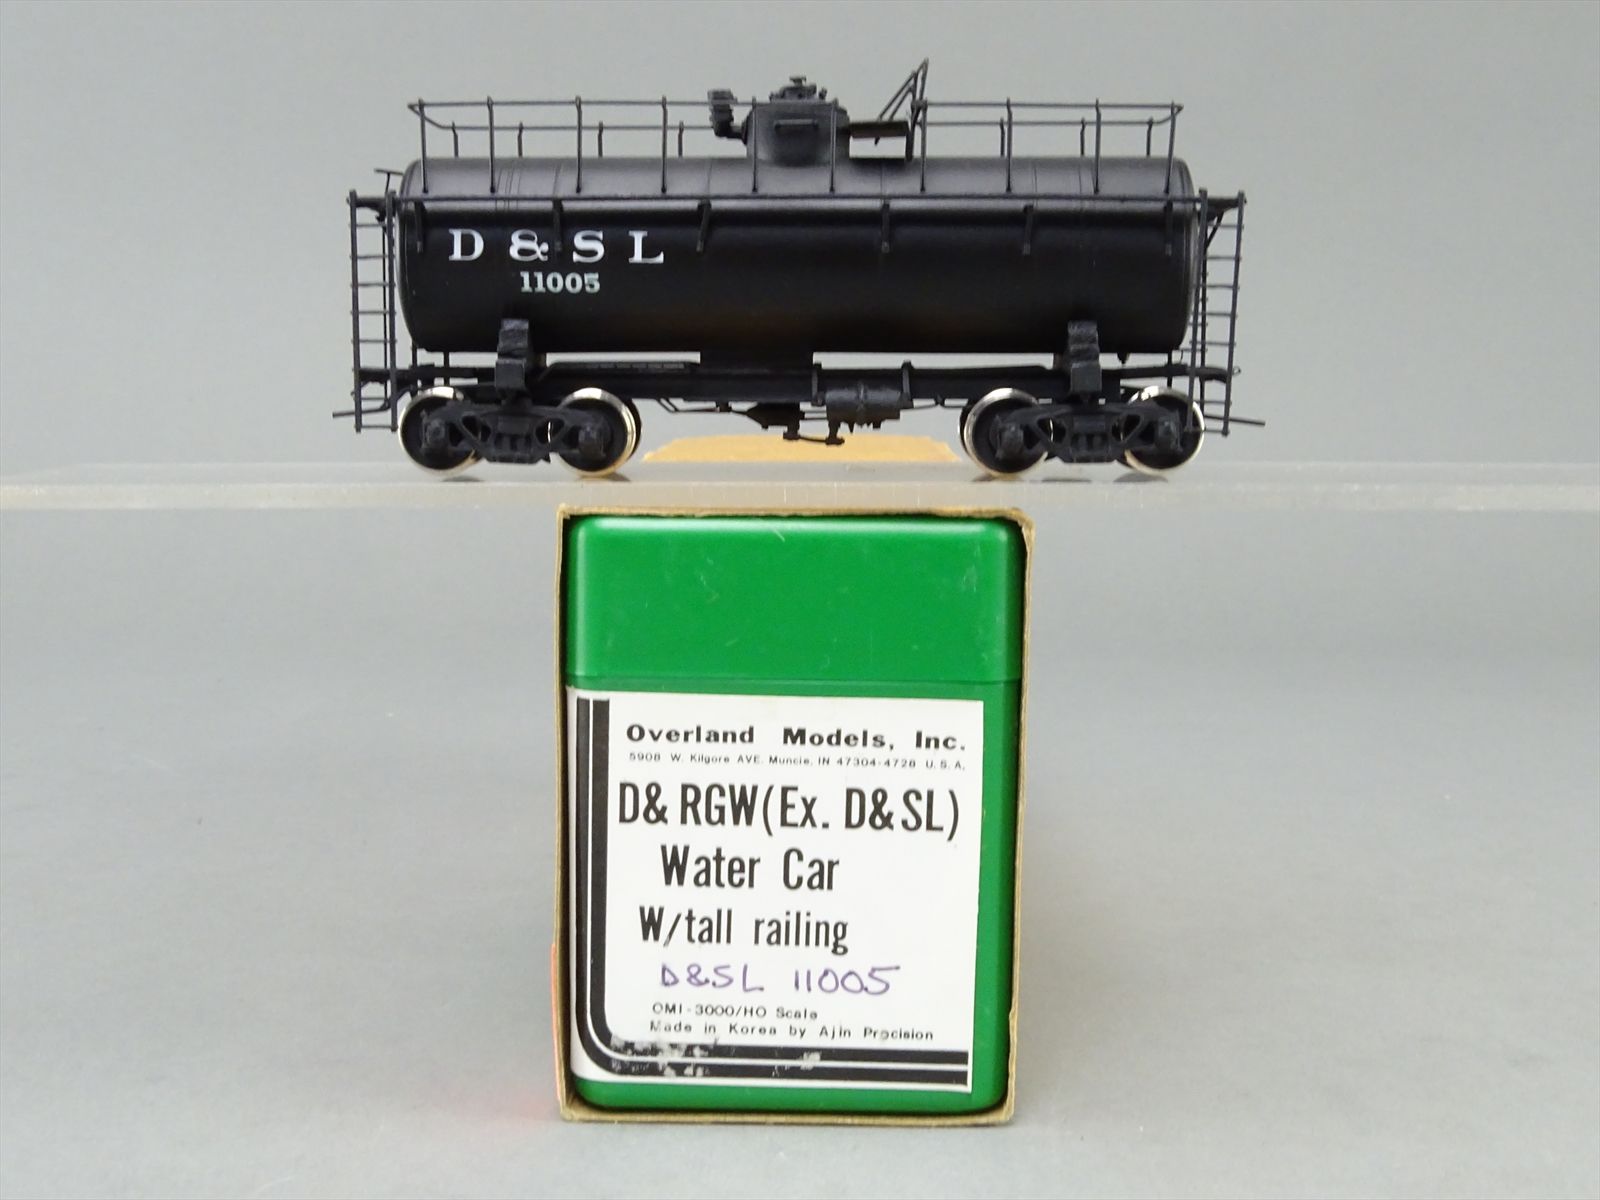 D & S L
11005
Overland Models, Inc.
5908 W. Kilgore AVE. Muncie, IN 47304-4728 U.S.A.
D&RGW(Ex. D&SL)
Water Car
W/tall railing
D&SL 11005
OMI-3000/HO Scale
Made in Korea by Ajin Precision